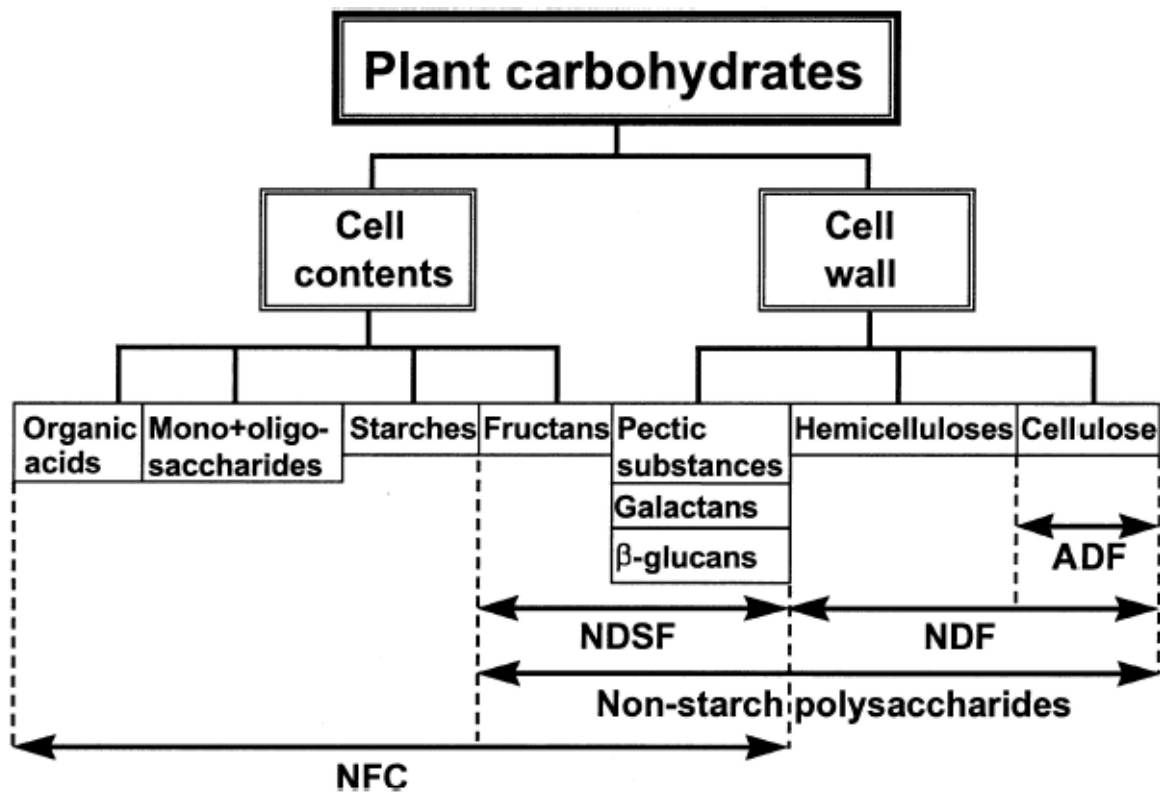 Plant carbohydrates
Cell
contents
Cell
wall
Organic
acids
Mono+oligo-
saccharides
Starches
Fructans
Pectic
substances
Galactans
β-glucans
Hemicelluloses
Cellulose
ADF
NDSF
NDF
Non-starch polysaccharides
NFC